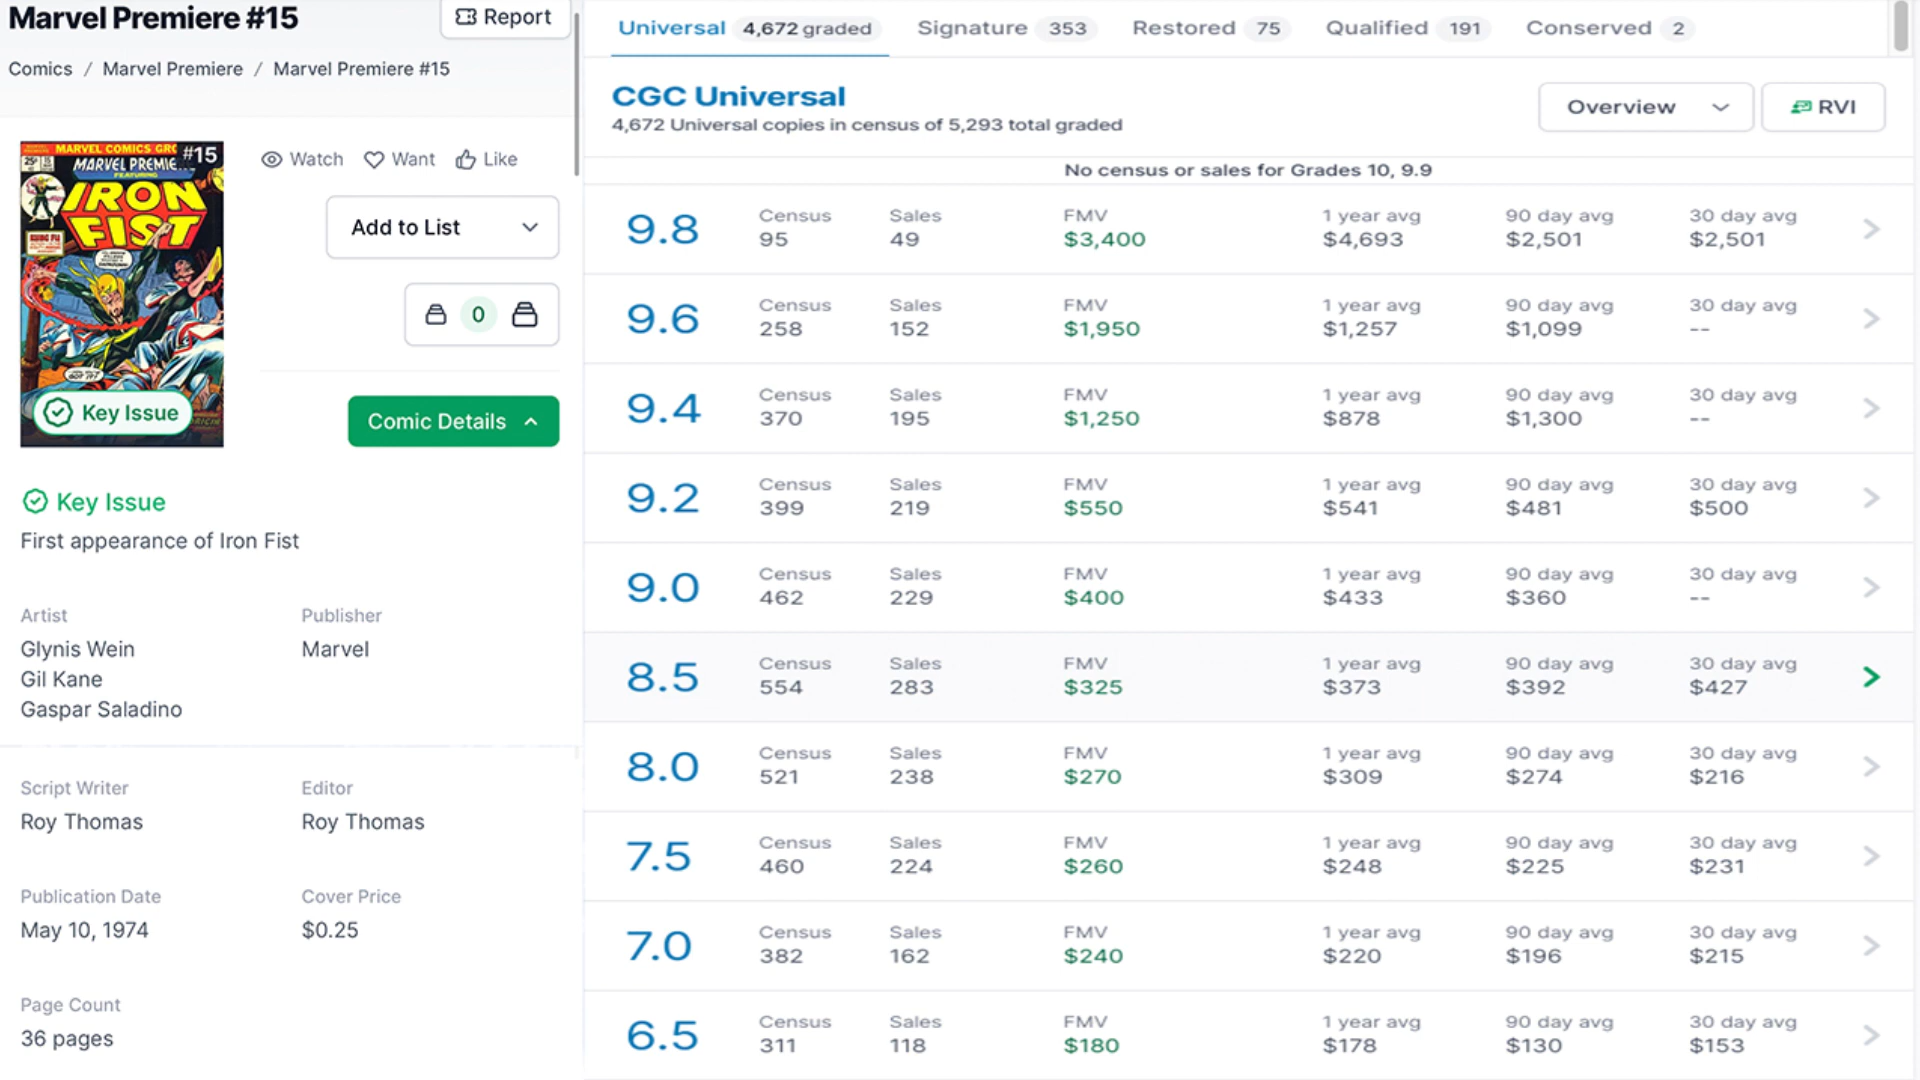 Marvel Premiere #15
Report
Comics / Marvel Premiere / Marvel Premiere #15
MARVEL COMICS GRO
#15
25¢
MARVEL PREMIE
FEATURING
IRON
FIST
KUNG FU
Key Issue
Watch
Want
Like
Add to List
0
Comic Details
Key Issue
First appearance of Iron Fist
Artist
Publisher
Glynis Wein
Marvel
Gil Kane
Gaspar Saladino
Script Writer
Editor
Roy Thomas
Roy Thomas
Publication Date
Cover Price
May 10, 1974
$0.25
Page Count
36 pages
Universal 4,672 graded Signature 353 Restored 75 Qualified 191 Conserved 2
CGC Universal
4,672 Universal copies in census of 5,293 total graded
Overview
RVI
No census or sales for Grades 10, 9.9
9.8
Census Sales FMV 1 year avg 90 day avg 30 day avg
95 49 $3,400 $4,693 $2,501 $2,501
9.6
Census Sales FMV 1 year avg 90 day avg 30 day avg
258 152 $1,950 $1,257 $1,099 --
9.4
Census Sales FMV 1 year avg 90 day avg 30 day avg
370 195 $1,250 $878 $1,300 --
9.2
Census Sales FMV 1 year avg 90 day avg 30 day avg
399 219 $550 $541 $481 $500
9.0
Census Sales FMV 1 year avg 90 day avg 30 day avg
462 229 $400 $433 $360 --
8.5
Census Sales FMV 1 year avg 90 day avg 30 day avg
554 283 $325 $373 $392 $427
8.0
Census Sales FMV 1 year avg 90 day avg 30 day avg
521 238 $270 $309 $274 $216
7.5
Census Sales FMV 1 year avg 90 day avg 30 day avg
460 224 $260 $248 $225 $231
7.0
Census Sales FMV 1 year avg 90 day avg 30 day avg
382 162 $240 $220 $196 $215
6.5
Census Sales FMV 1 year avg 90 day avg 30 day avg
311 118 $180 $178 $130 $153